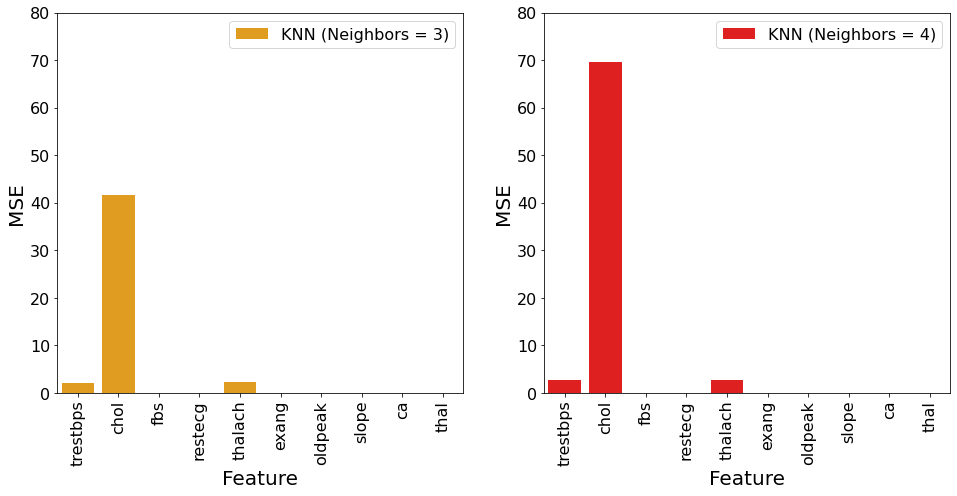 KNN (Neighbors = 3)
MSE
80
70
60
50
40
30
20
10
0
trestbps
chol
fbs
restecg
thalach
exang
oldpeak
slope
ca
thal
Feature
KNN (Neighbors = 4)
MSE
80
70
60
50
40
30
20
10
0
trestbps
chol
fbs
restecg
thalach
exang
oldpeak
slope
ca
thal
Feature